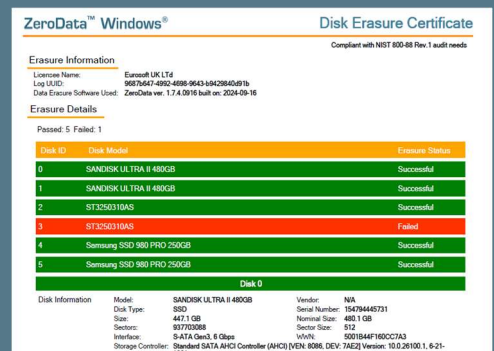 ZeroData™ Windows®
Disk Erasure Certificate
Compliant with NIST 800-88 Rev.1 audit needs
Erasure Information
Licensee Name: Eurosoft UK LTd
Log UUID: 9687b647-4992-4698-9643-b9429840d91b
Data Eracure Software Used: ZeroData ver. 1.7.4.0916 built on: 2024-09-16
Erasure Details
Passed: 5 Failed: 1
Disk ID Disk Model Erasure Status
0 SANDISK ULTRA II 480GB Successful
1 SANDISK ULTRA II 480GB Successful
2 ST3250310AS Successful
3 ST3250310AS Failed
4 Samsung SSD 980 PRO 250GB Successful
5 Samsung SSD 980 PRO 250GB Successful
Disk 0
Disk Information Model: SANDISK ULTRA II 480GB Vendor: N/A
Disk Type: SSD Serial Number: 154794445731
Size: 447.1 GB Nominal Size: 480.1 GB
Sectors: 937703088 Sector Size: 512
Interface: S-ATA Gen3, 6 Gbps WWN: 5001B44F160CC7A3
Storage Controller: Standard SATA AHCI Controller (AHCI) [VEN: 8086, DEV: 7AE2] Version: 10.0.26100.1, 6-21-